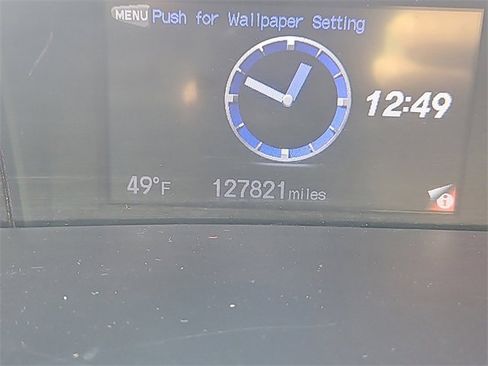 MENU Push for Wallpaper Setting
12:49
49°F 127821 miles
i